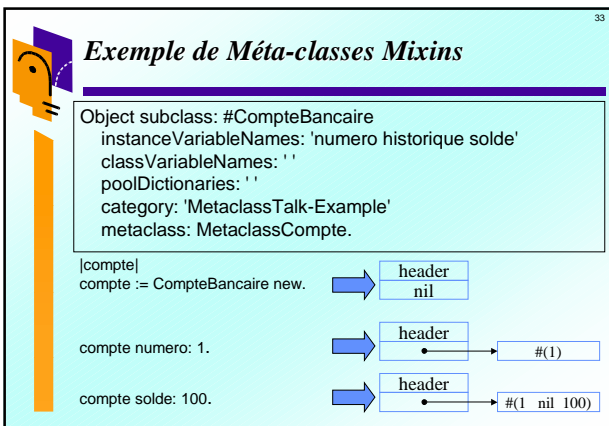 33
Exemple de Méta-classes Mixins
Object subclass: #CompteBancaire
instanceVariableNames: 'numero historique solde'
classVariableNames: ' '
poolDictionaries: ' '
category: 'MetaclassTalk-Example'
metaclass: MetaclassCompte.
|compte|
compte := CompteBancaire new.
header
nil
compte numero: 1.
header
#(1)
compte solde: 100.
header
#(1 nil 100)